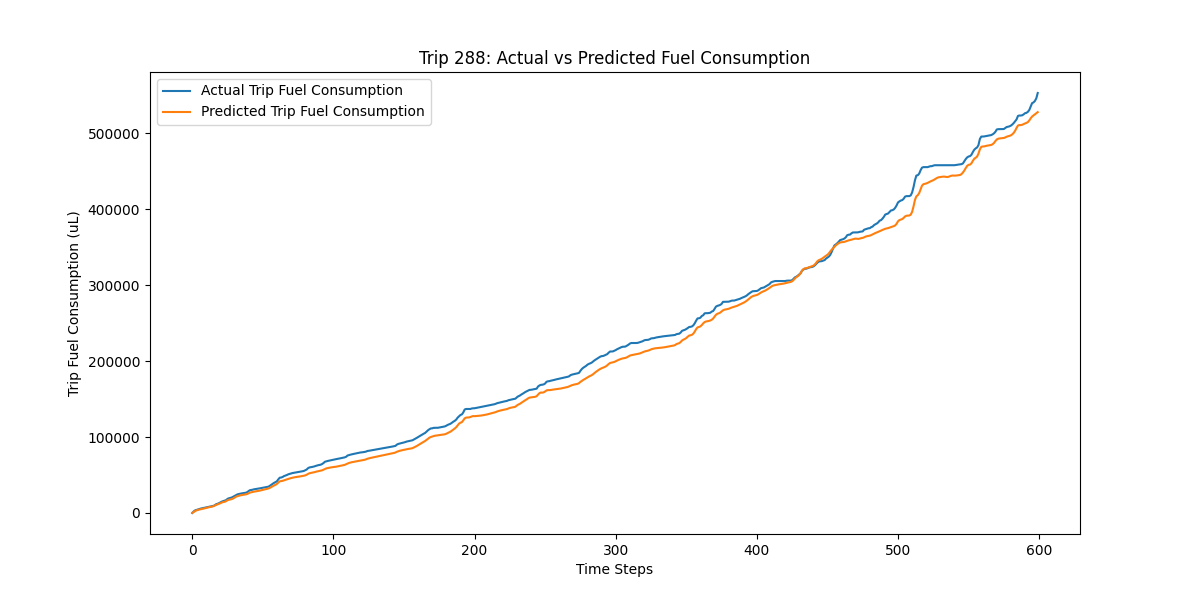 Trip 288: Actual vs Predicted Fuel Consumption
Actual Trip Fuel Consumption
Predicted Trip Fuel Consumption
Trip Fuel Consumption (uL)
500000
400000
300000
200000
100000
0
0 100 200 300 400 500 600
Time Steps